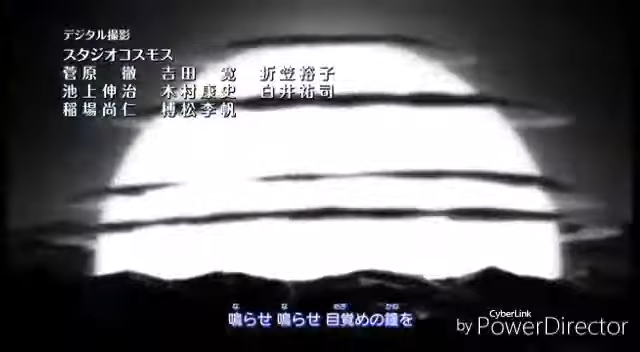 デジタル撮影
スタジオコスモス
菅原 徹 吉田 寛 折笠裕子
池上伸治 木村康史 白井祐司
稲場尚仁 榑松李帆
鳴らせ 鳴らせ 目覚めの鐘を
CyberLink
by PowerDirector